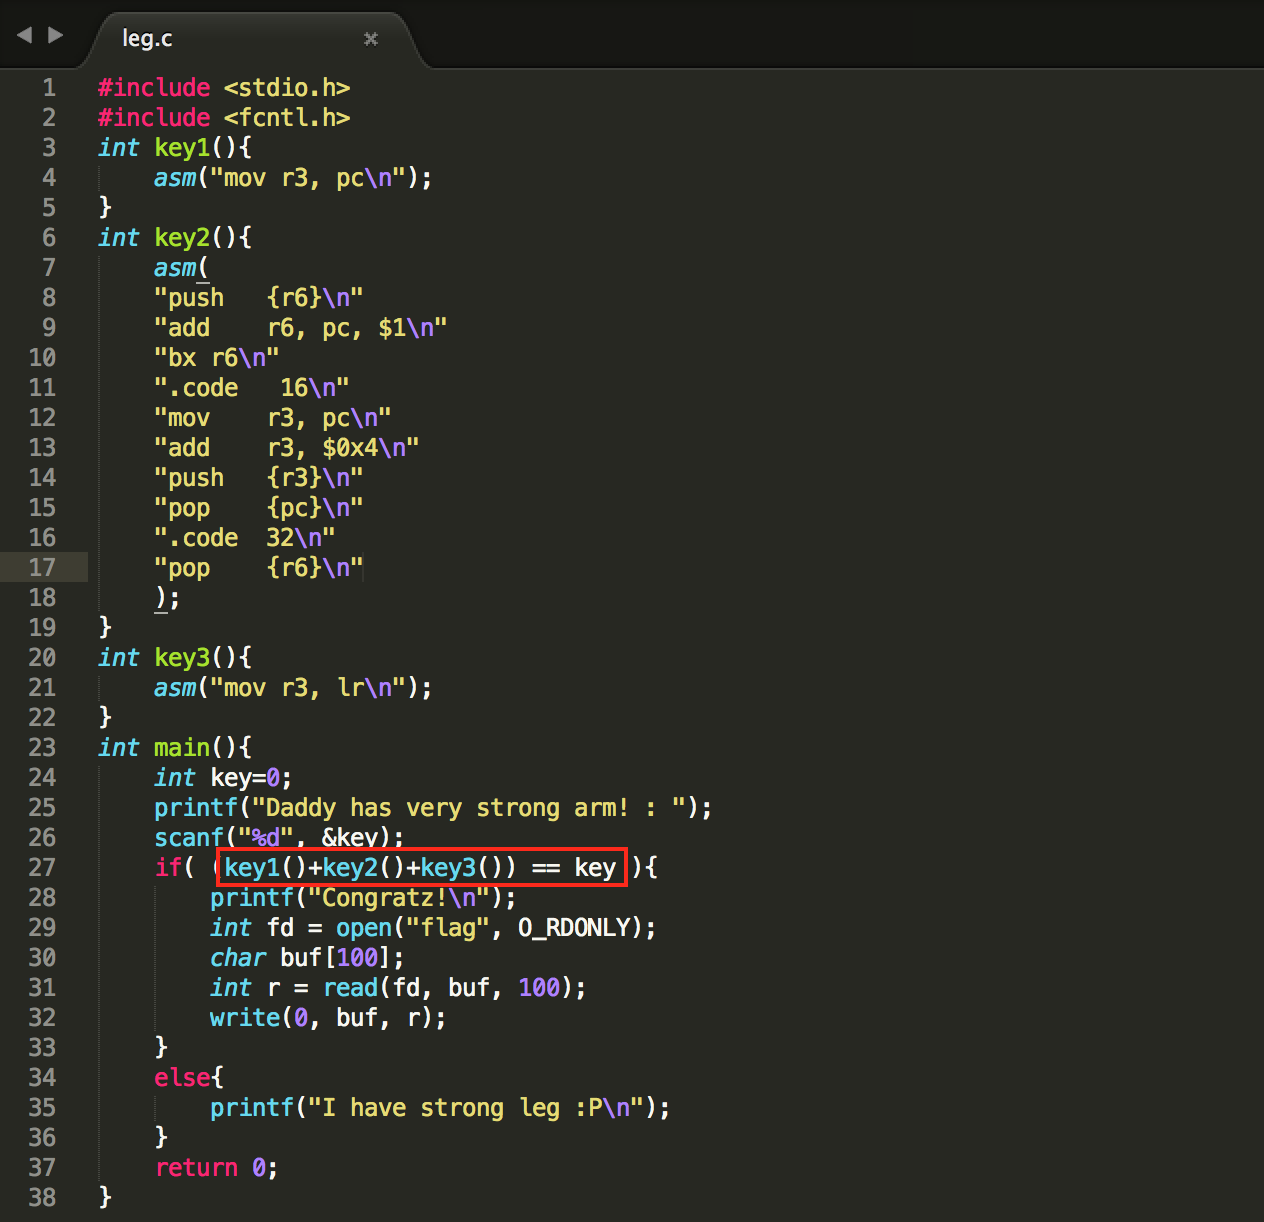 leg.c
1 #include <stdio.h>
2 #include <fcntl.h>
3 int key1(){
4     asm("mov r3, pc\n");
5 }
6 int key2(){
7     asm(
8     "push   {r6}\n"
9     "add    r6, pc, $1\n"
10     "bx r6\n"
11     ".code   16\n"
12     "mov    r3, pc\n"
13     "add    r3, $0x4\n"
14     "push   {r3}\n"
15     "pop    {pc}\n"
16     ".code  32\n"
17     "pop    {r6}\n"
18     );
19 }
20 int key3(){
21     asm("mov r3, lr\n");
22 }
23 int main(){
24     int key=0;
25     printf("Daddy has very strong arm! : ");
26     scanf("%d", &key);
27     if( (key1()+key2()+key3()) == key ){
28         printf("Congratz!\n");
29         int fd = open("flag", O_RDONLY);
30         char buf[100];
31         int r = read(fd, buf, 100);
32         write(0, buf, r);
33     }
34     else{
35         printf("I have strong leg :P\n");
36     }
37     return 0;
38 }